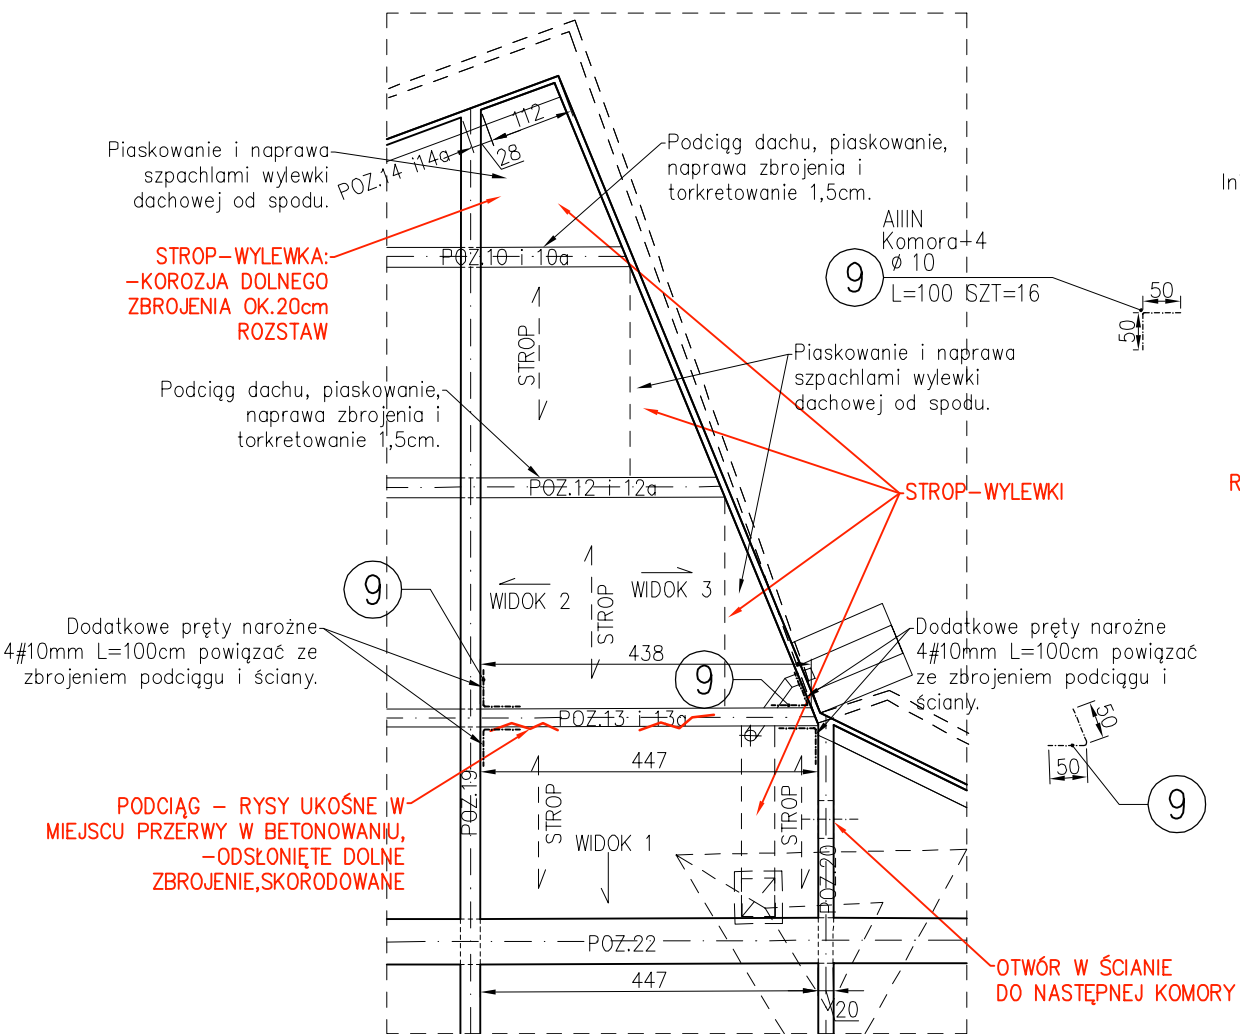 112
28
POZ.14 i14a
Piaskowanie i naprawa
szpachlami wylewki
dachowej od spodu.
Podciąg dachu, piaskowanie,
naprawa zbrojenia i
torkretowanie 1,5cm.
STROP-WYLEWKA:
-KOROZJA DOLNEGO
ZBROJENIA OK.20cm
ROZSTAW
POZ.10 i 10a
AIIIN
Komora-4
ø 10
L=100 SZT=16
9
50
50
STROP
Piaskowanie i naprawa
szpachlami wylewki
dachowej od spodu.
Podciąg dachu, piaskowanie,
naprawa zbrojenia i
torkretowanie 1,5cm.
POZ.12 i 12a
STROP-WYLEWKI
R
9
WIDOK 2
STROP
WIDOK 3
Dodatkowe pręty narożne
4#10mm L=100cm powiązać ze
zbrojeniem podciągu i ściany.
438
9
Dodatkowe pręty narożne
4#10mm L=100cm powiązać
ze zbrojeniem podciągu i
ściany.
POZ.13 i 13a
50
50
9
447
POZ.19
PODCIĄG - RYSY UKOŚNE W
MIEJSCU PRZERWY W BETONOWANIU,
-ODSŁONIĘTE DOLNE
ZBROJENIE,SKORODOWANE
STROP
WIDOK 1
STROP
POZ.20
POZ.22
OTWÓR W ŚCIANIE
DO NASTĘPNEJ KOMORY
447
20